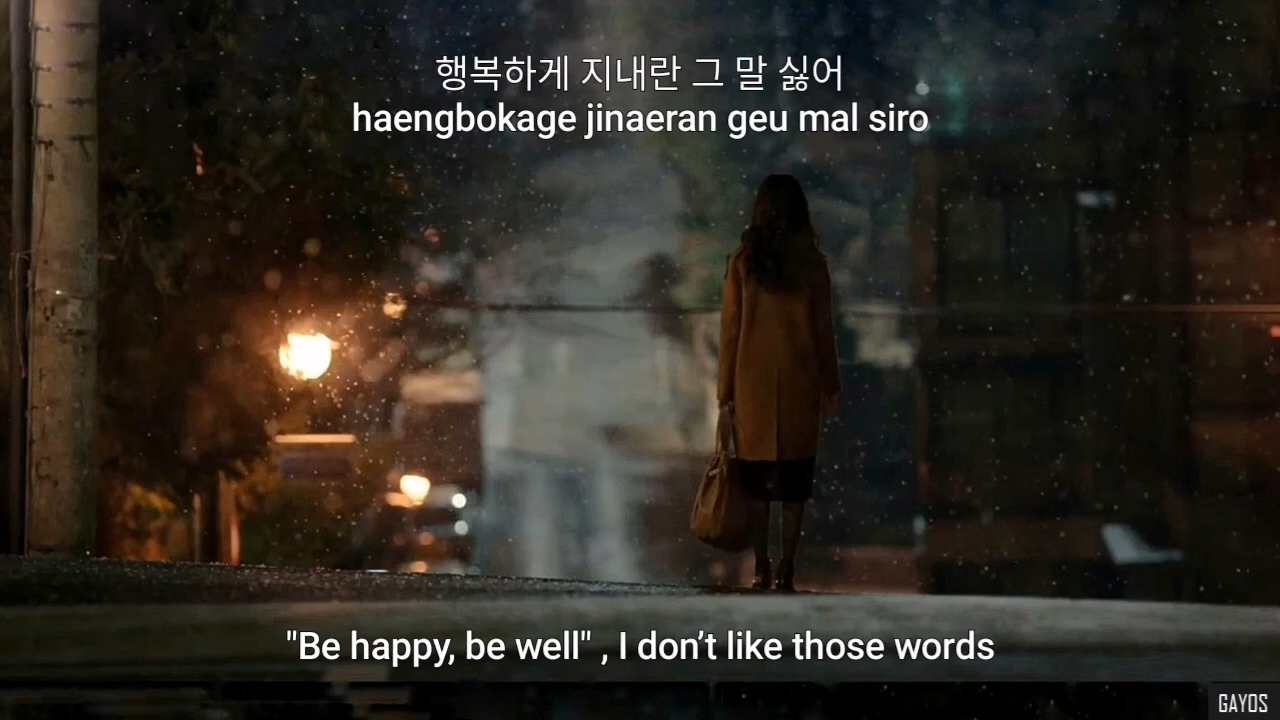 행복하게 지내란 그 말 싫어
haengbokage jinaeran geu mal siro
"Be happy, be well" , I don’t like those words
GAYOS